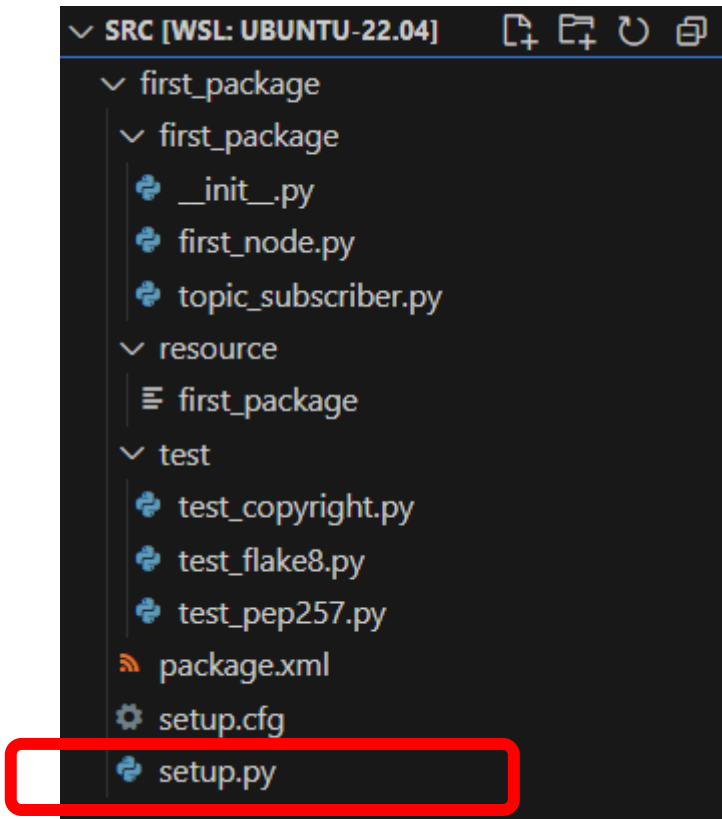 SRC [WSL: UBUNTU-22.04]
first_package
first_package
__init__.py
first_node.py
topic_subscriber.py
resource
first_package
test
test_copyright.py
test_flake8.py
test_pep257.py
package.xml
setup.cfg
setup.py